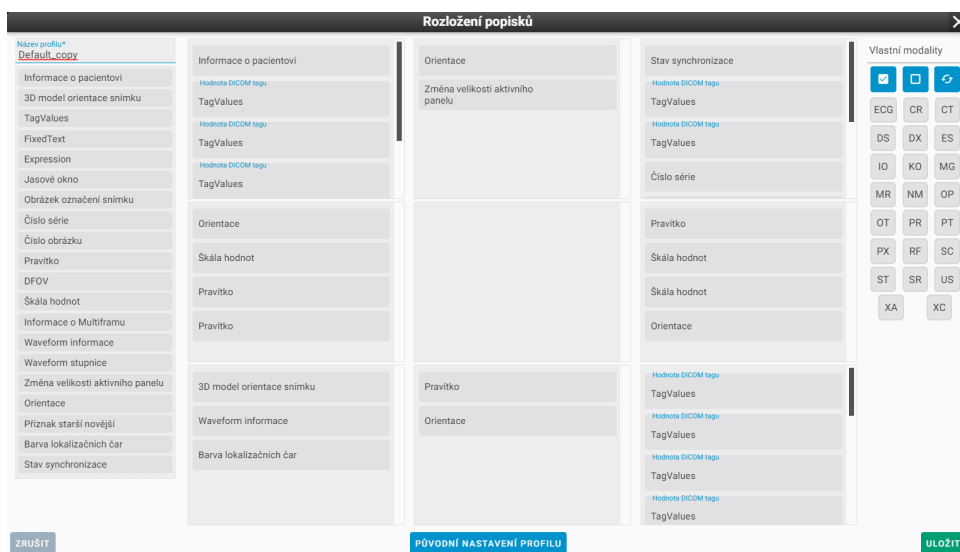 Rozložení popisků
Název profilu*
Default_copy
Informace o pacientovi
3D model orientace snímku
TagValues
FixedText
Expression
Jasové okno
Obrázek označení snímku
Číslo série
Číslo obrázku
Pravítko
DFOV
Škála hodnot
Informace o Multiframu
Waveform informace
Waveform stupnice
Změna velikosti aktivního panelu
Orientace
Příznak starší novější
Barva lokalizačních čar
Stav synchronizace
Informace o pacientovi
Hodnota DICOM tagu
TagValues
Hodnota DICOM tagu
TagValues
Hodnota DICOM tagu
TagValues
Orientace
Změna velikosti aktivního
panelu
Stav synchronizace
Hodnota DICOM tagu
TagValues
Hodnota DICOM tagu
TagValues
Číslo série
Orientace
Škála hodnot
Pravítko
Pravítko
Pravítko
Škála hodnot
Škála hodnot
Orientace
3D model orientace snímku
Waveform informace
Barva lokalizačních čar
Pravítko
Orientace
Hodnota DICOM tagu
TagValues
Hodnota DICOM tagu
TagValues
Hodnota DICOM tagu
TagValues
Hodnota DICOM tagu
TagValues
Vlastní modality
ECG CR CT
DS DX ES
IO KO MG
MR NM OP
OT PR PT
PX RF SC
ST SR US
XA XC
ZRUŠIT
PŮVODNÍ NASTAVENÍ PROFILU
ULOŽIT